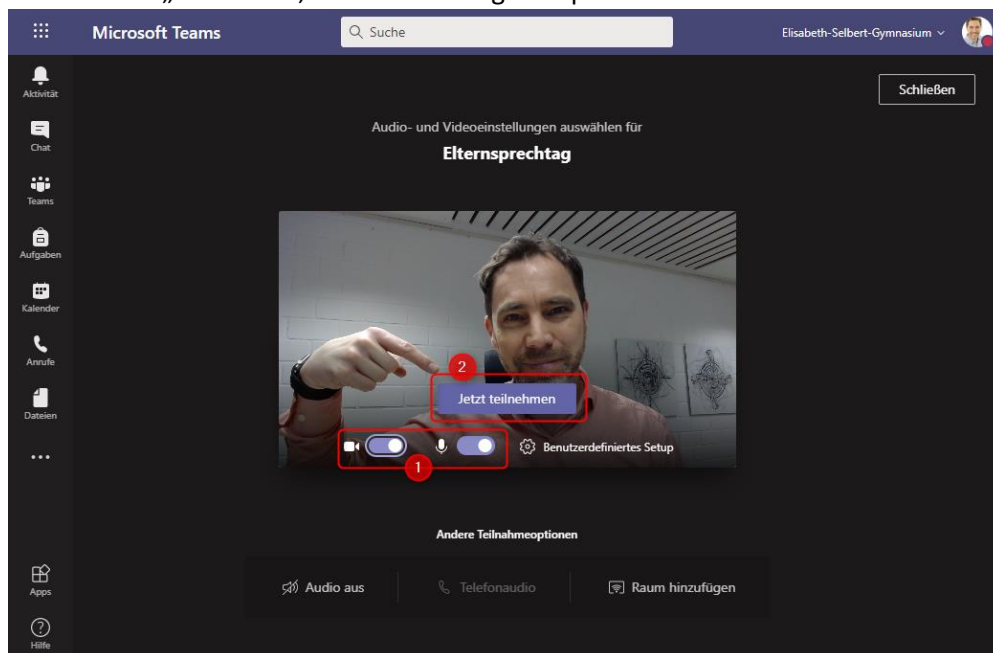 Microsoft Teams
Suche
Elisabeth-Selbert-Gymnasium
Aktivität
Schließen
Chat
Audio- und Videoeinstellungen auswählen für
Elternsprechtag
Teams
Aufgaben
Kalender
Anrufe
2
Jetzt teilnehmen
Dateien
Benutzerdefiniertes Setup
1
Andere Teilnahmeoptionen
Apps
Audio aus
Telefonaudio
Raum hinzufügen
Hilfe